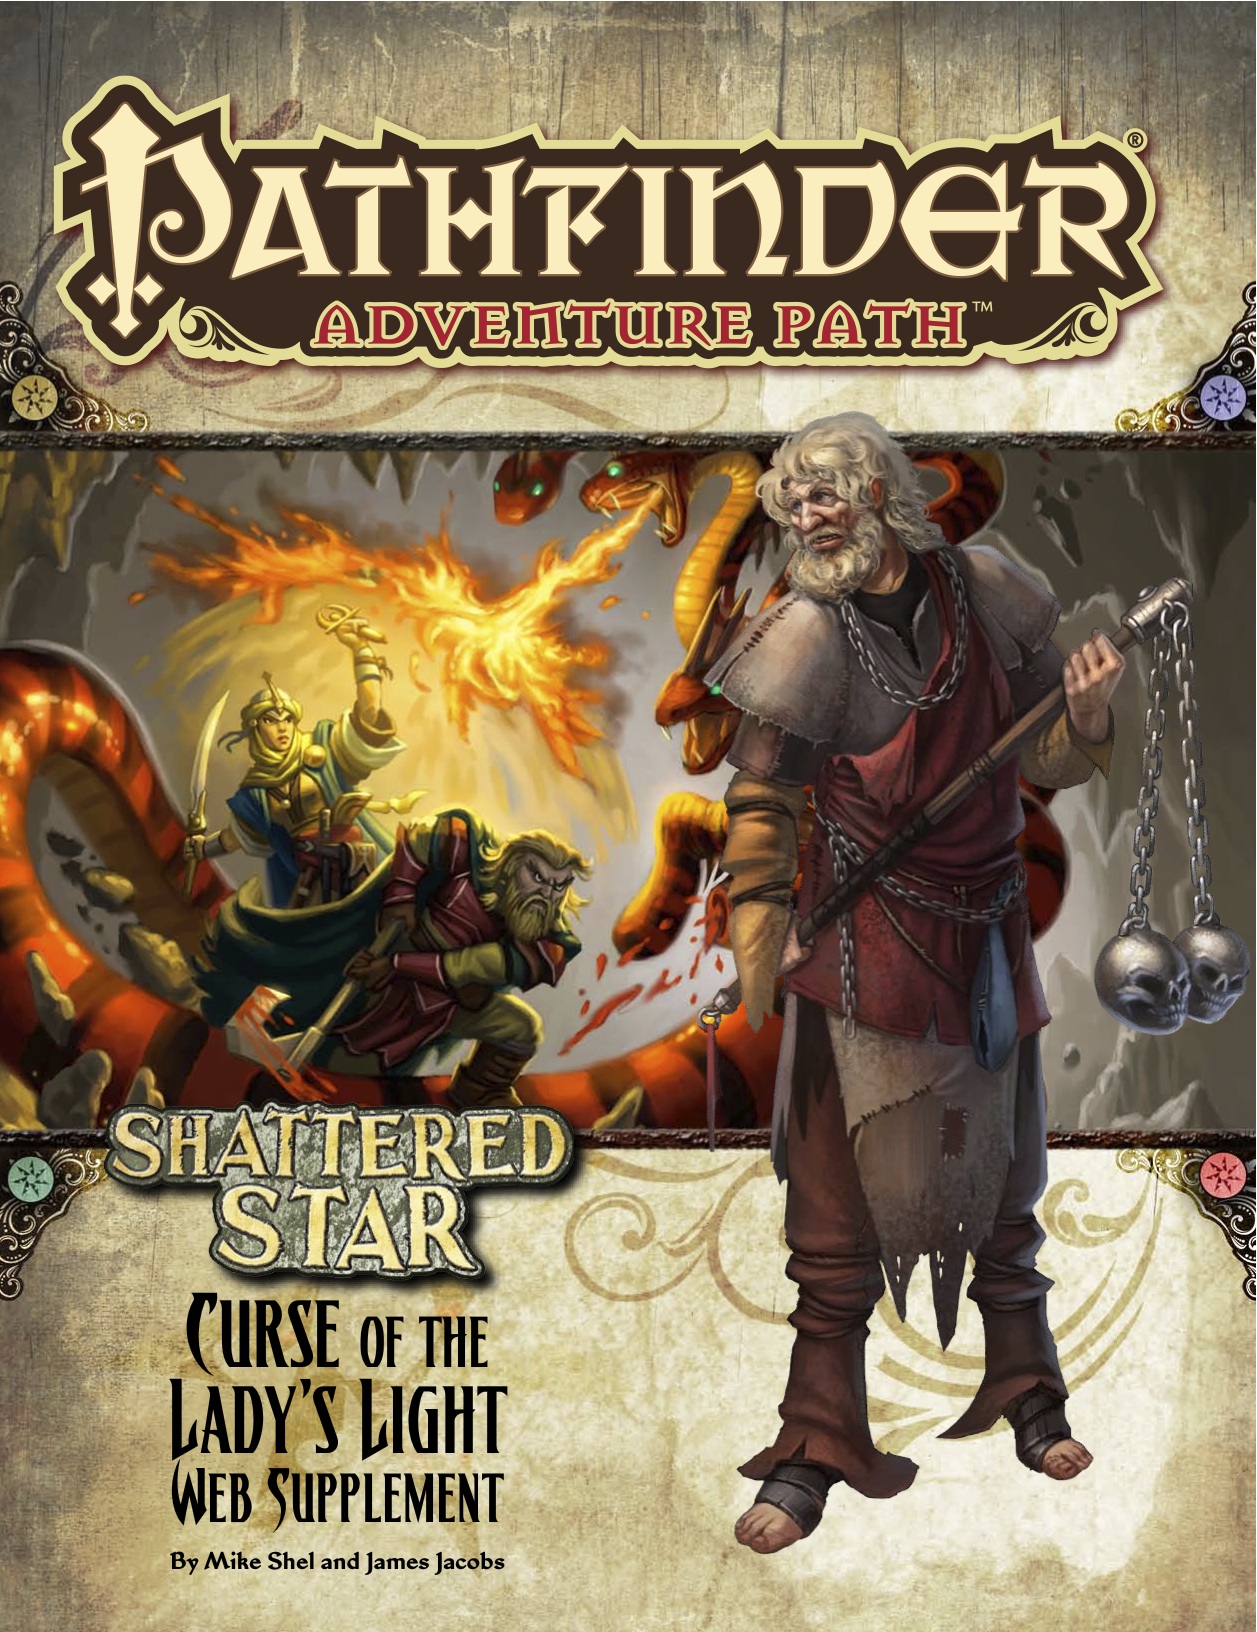 PATHFINDER®
ADVENTURE PATH™
SHATTERED
STAR
CURSE OF THE
LADY'S LIGHT
WEB SUPPLEMENT
By Mike Shel and James Jacobs